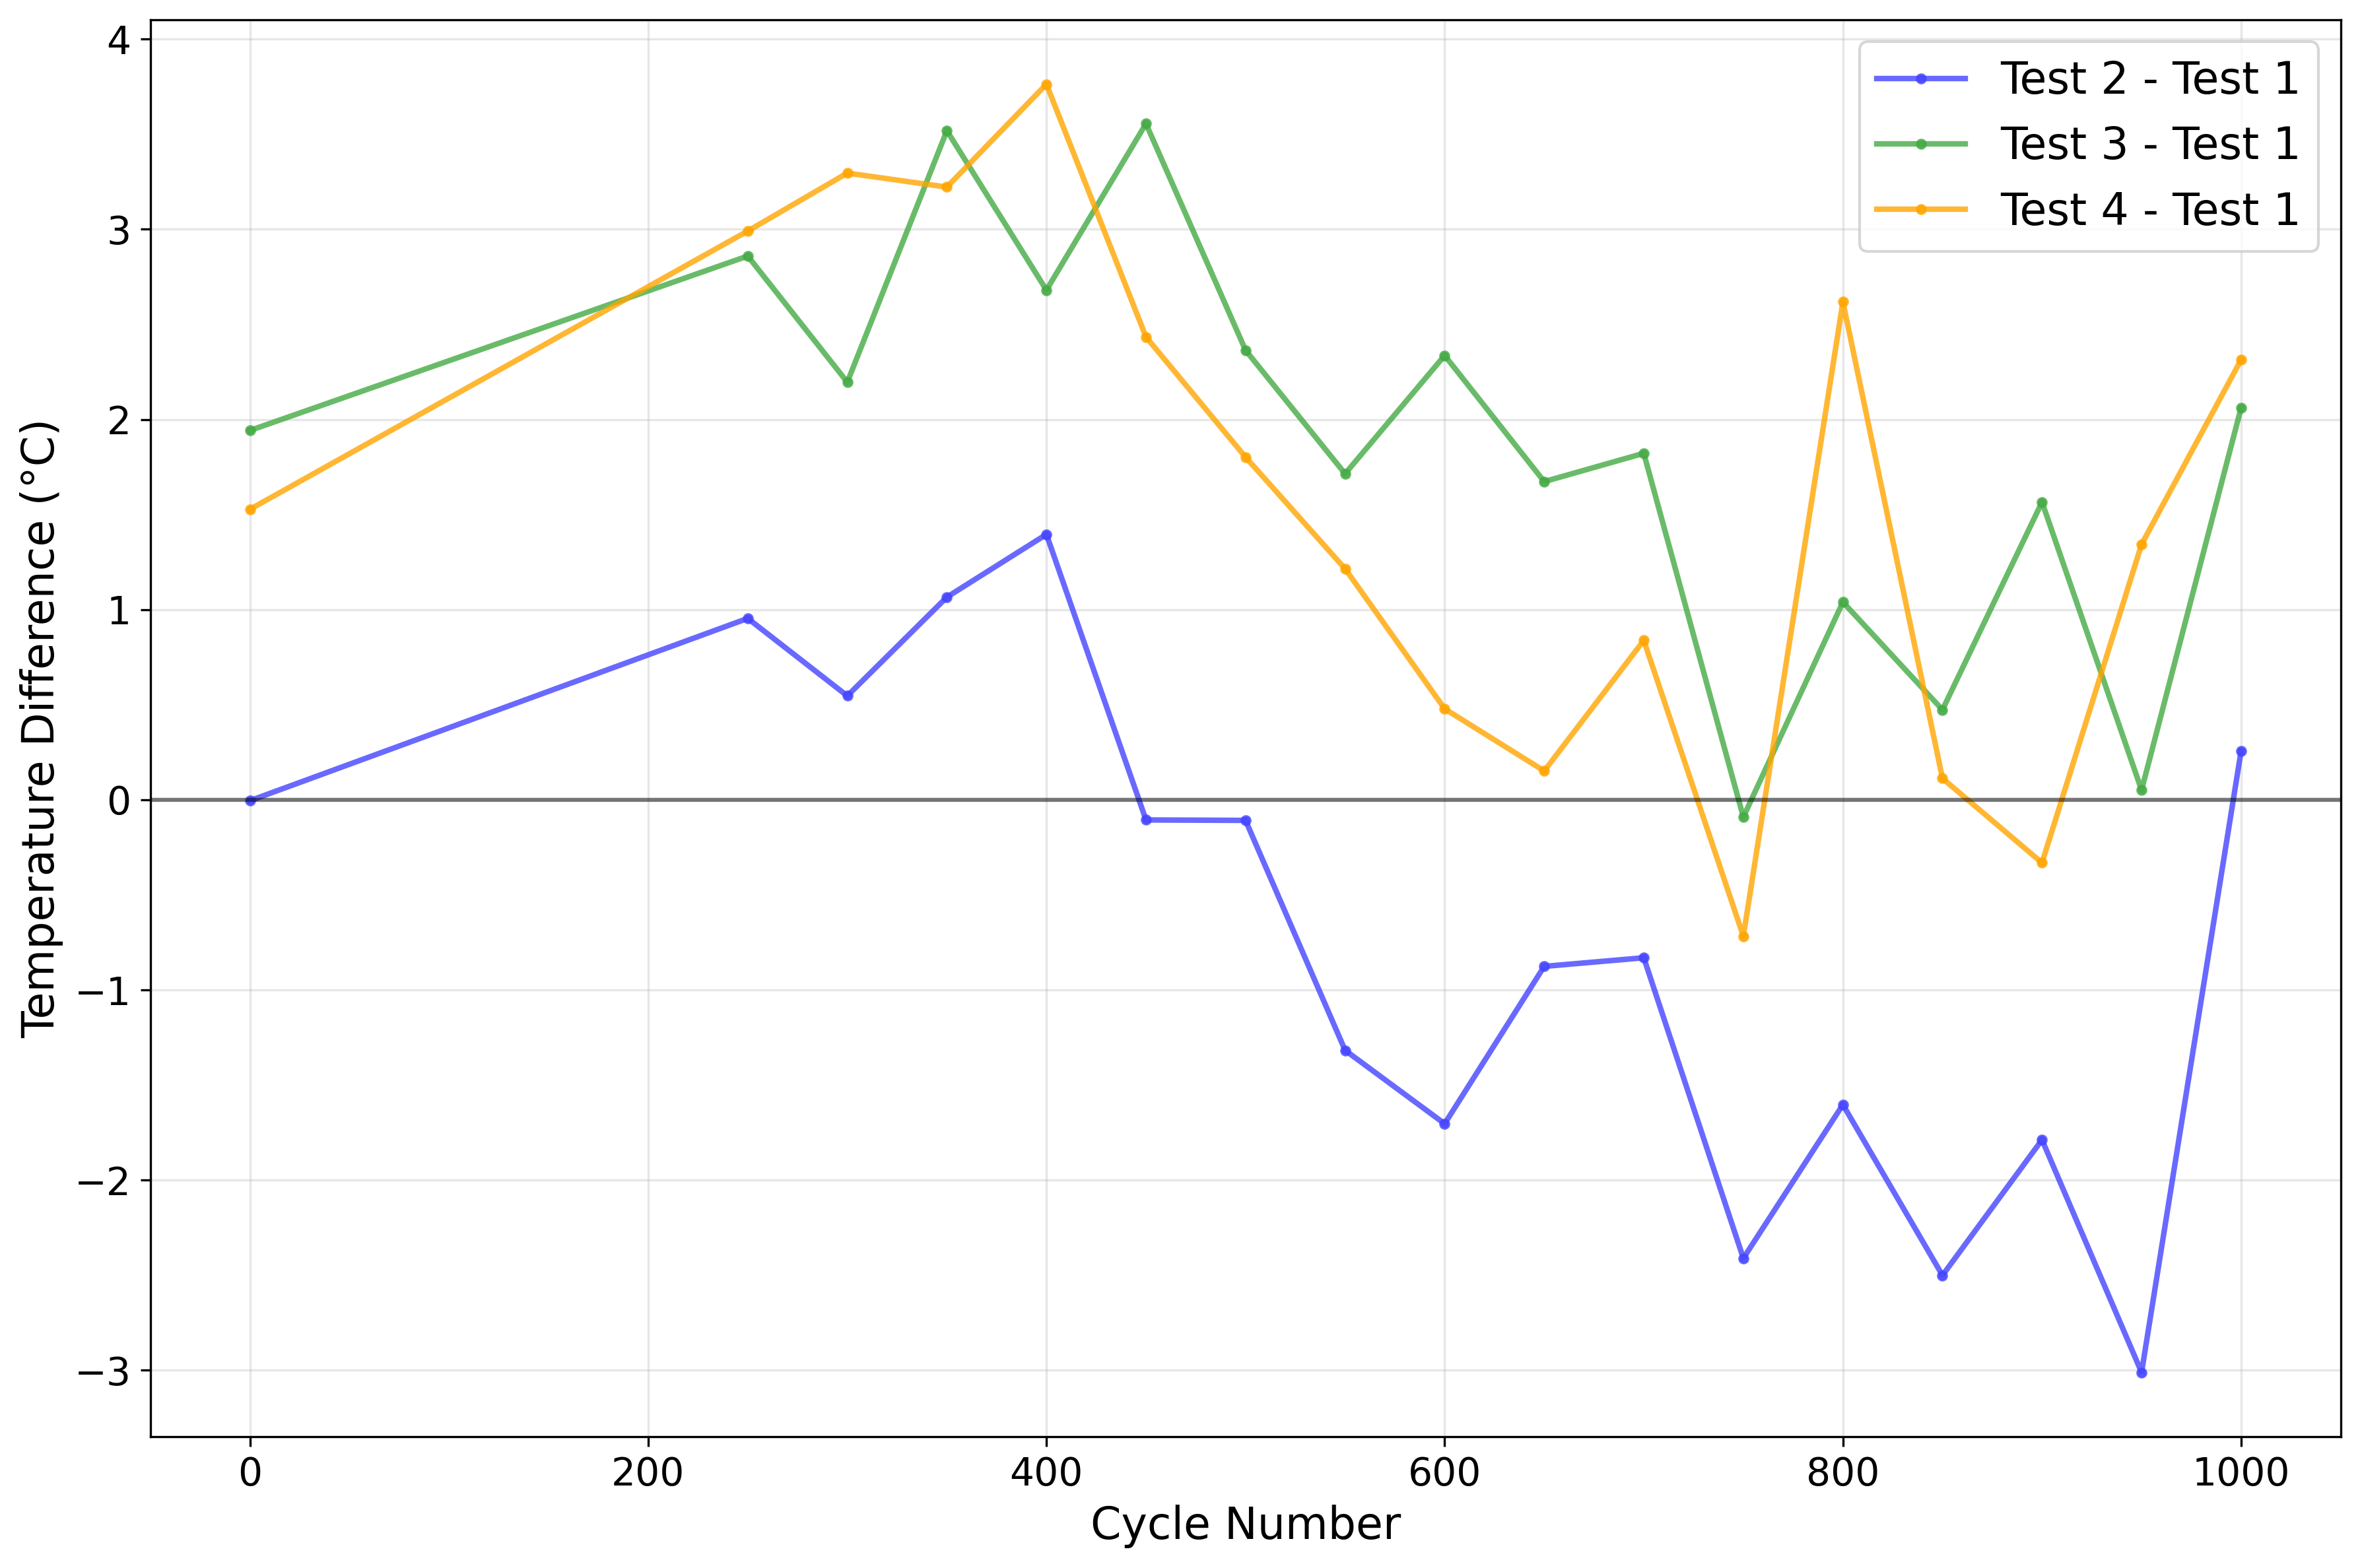 Test 2 - Test 1
Test 3 - Test 1
Test 4 - Test 1
Temperature Difference (°C)
4
3
2
1
0
−1
−2
−3
0 200 400 600 800 1000
Cycle Number